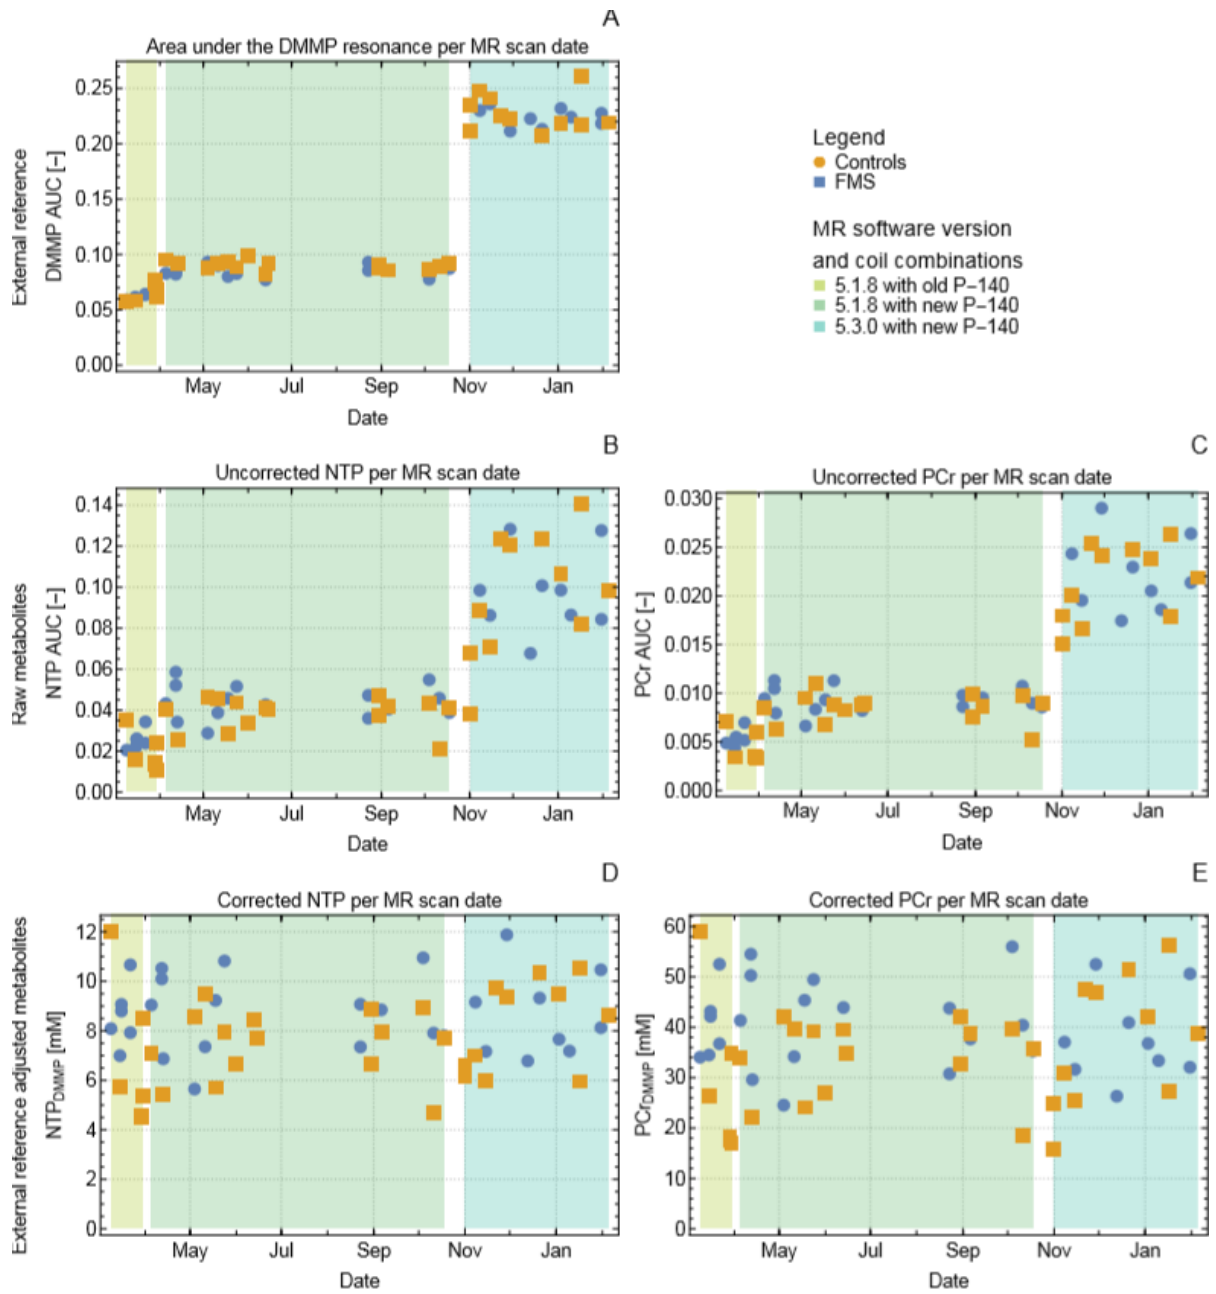 A
Area under the DMMP resonance per MR scan date
External reference
DMMP AUC [−]
0.25
0.20
0.15
0.10
0.05
0.00
May Jul Sep Nov Jan
Date
Legend
Controls
FMS
MR software version
and coil combinations
5.1.8 with old P−140
5.1.8 with new P−140
5.3.0 with new P−140
B
Uncorrected NTP per MR scan date
Raw metabolites
NTP AUC [−]
0.14
0.12
0.10
0.08
0.06
0.04
0.02
0.00
May Jul Sep Nov Jan
Date
C
Uncorrected PCr per MR scan date
PCr AUC [−]
0.030
0.025
0.020
0.015
0.010
0.005
0.000
May Jul Sep Nov Jan
Date
D
Corrected NTP per MR scan date
External reference adjusted metabolites
NTP_DMMP [mM]
12
10
8
6
4
2
0
May Jul Sep Nov Jan
Date
E
Corrected PCr per MR scan date
PCr_DMMP [mM]
60
50
40
30
20
10
0
May Jul Sep Nov Jan
Date